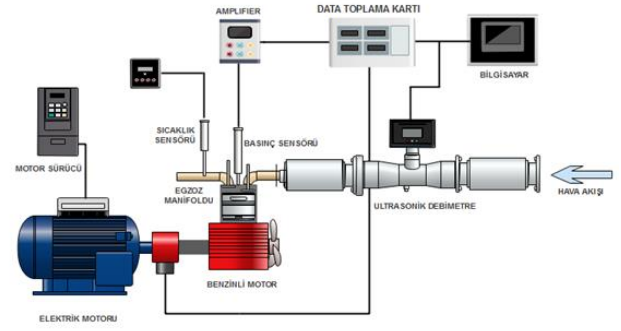 AMPLIFIER
DATA TOPLAMA KARTI
BİLGİSAYAR
SICAKLIK
SENSÖRÜ
BASINÇ SENSÖRÜ
MOTOR SÜRÜCÜ
EGZOZ
MANİFOLDU
ULTRASONİK DEBİMETRE
HAVA AKIŞI
BENZİNLİ MOTOR
ELEKTRİK MOTORU